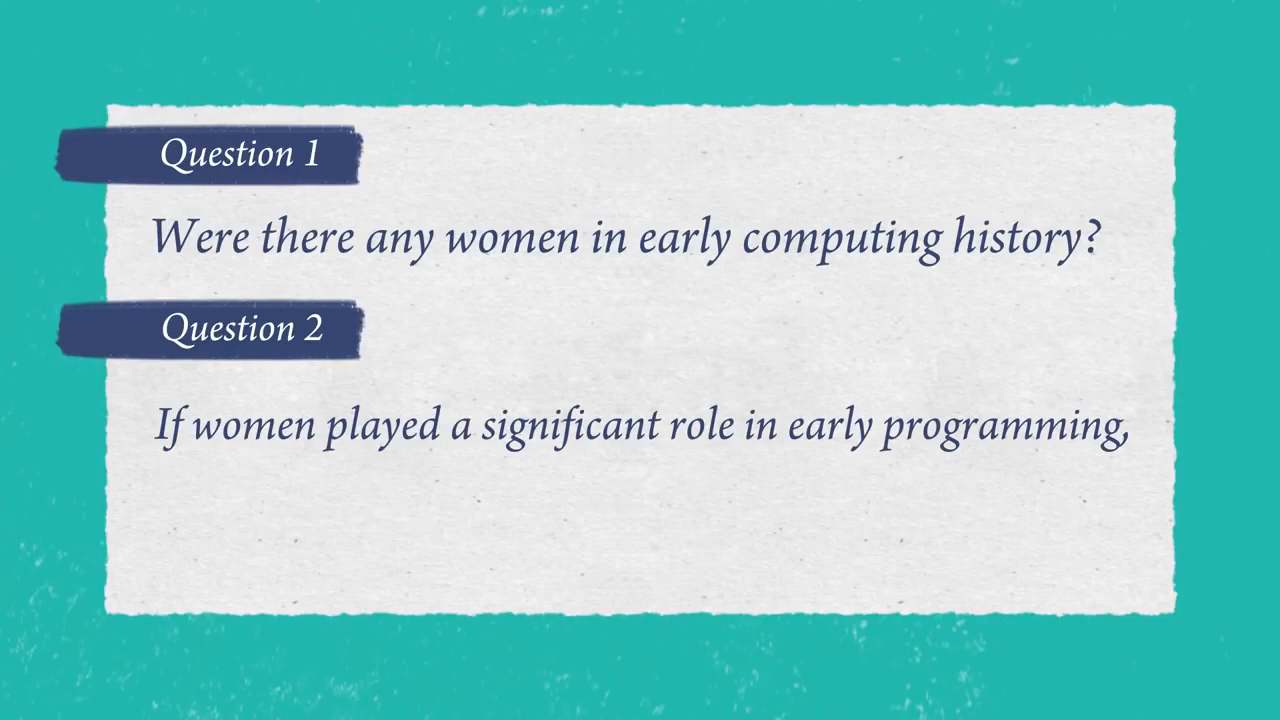 Question 1
Were there any women in early computing history?
Question 2
If women played a significant role in early programming,